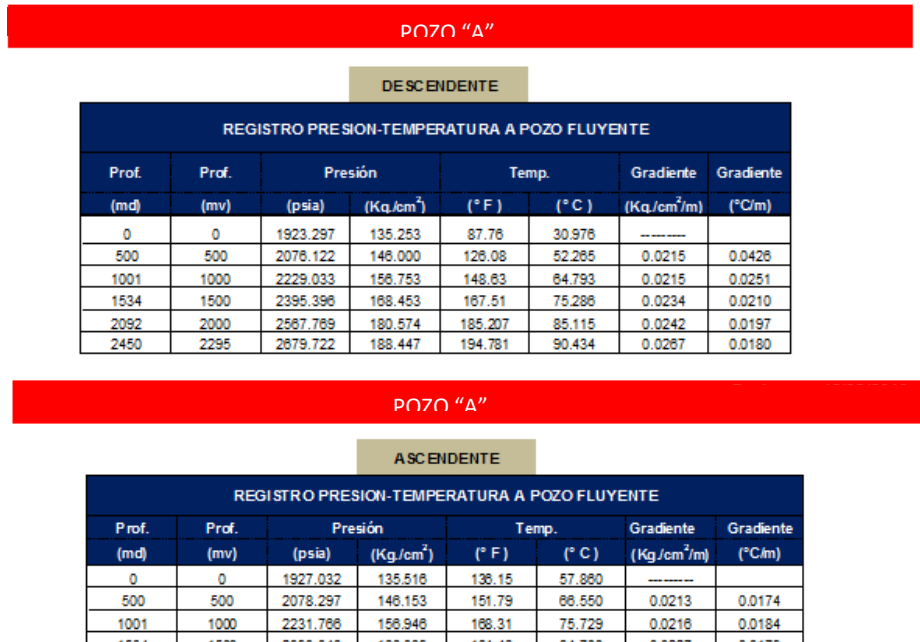 POZO “A”
DESCENDENTE
REGISTRO PRESION-TEMPERATURA A POZO FLUYENTE
Prof. Prof. Presión Temp. Gradiente Gradiente
(md) (mv) (psia) (Kg./cm²) (° F ) (° C ) (Kg./cm²/m) (°C/m)
0 0 1923.297 135.253 87.76 30.976 ---------
500 500 2076.122 146.000 126.08 52.265 0.0215 0.0426
1001 1000 2229.033 156.753 148.63 64.793 0.0215 0.0251
1534 1500 2395.396 168.453 167.51 75.286 0.0234 0.0210
2092 2000 2567.769 180.574 185.207 85.115 0.0242 0.0197
2450 2295 2679.722 188.447 194.781 90.434 0.0267 0.0180
POZO “A”
ASCENDENTE
REGISTRO PRESION-TEMPERATURA A POZO FLUYENTE
Prof. Prof. Presión Temp. Gradiente Gradiente
(md) (mv) (psia) (Kg./cm²) (° F ) (° C ) (Kg./cm²/m) (°C/m)
0 0 1927.032 135.516 136.15 57.860 ---------
500 500 2078.297 146.153 151.79 66.550 0.0213 0.0174
1001 1000 2231.766 156.946 168.31 75.729 0.0216 0.0184